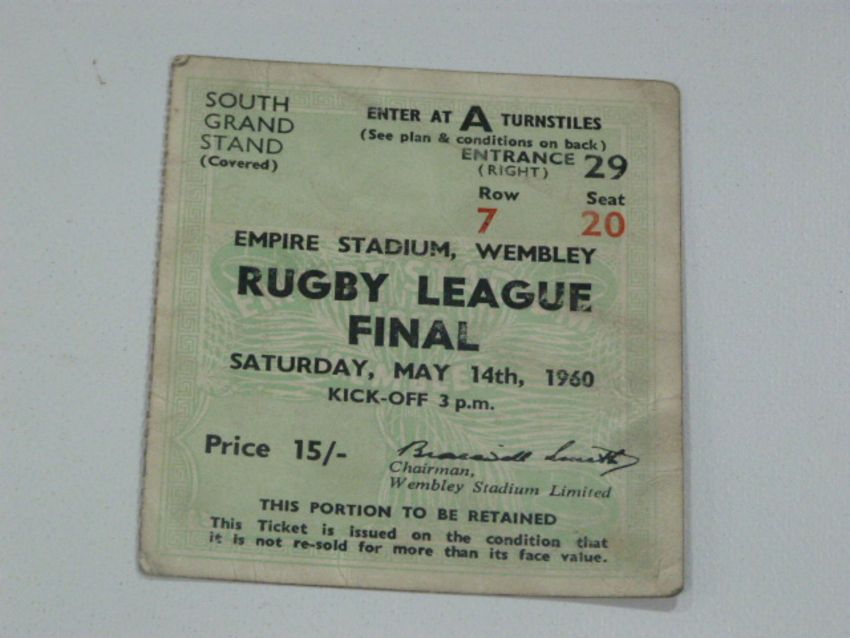 SOUTH
GRAND
STAND
(Covered)
ENTER AT A TURNSTILES
(See plan & conditions on back)
ENTRANCE 29
(RIGHT)
Row Seat
7 20
EMPIRE STADIUM, WEMBLEY
RUGBY LEAGUE
FINAL
SATURDAY, MAY 14th, 1960
KICK-OFF 3 p.m.
Price 15/-
Chairman,
Wembley Stadium Limited
THIS PORTION TO BE RETAINED
This Ticket is issued on the condition that
it is not re-sold for more than its face value.